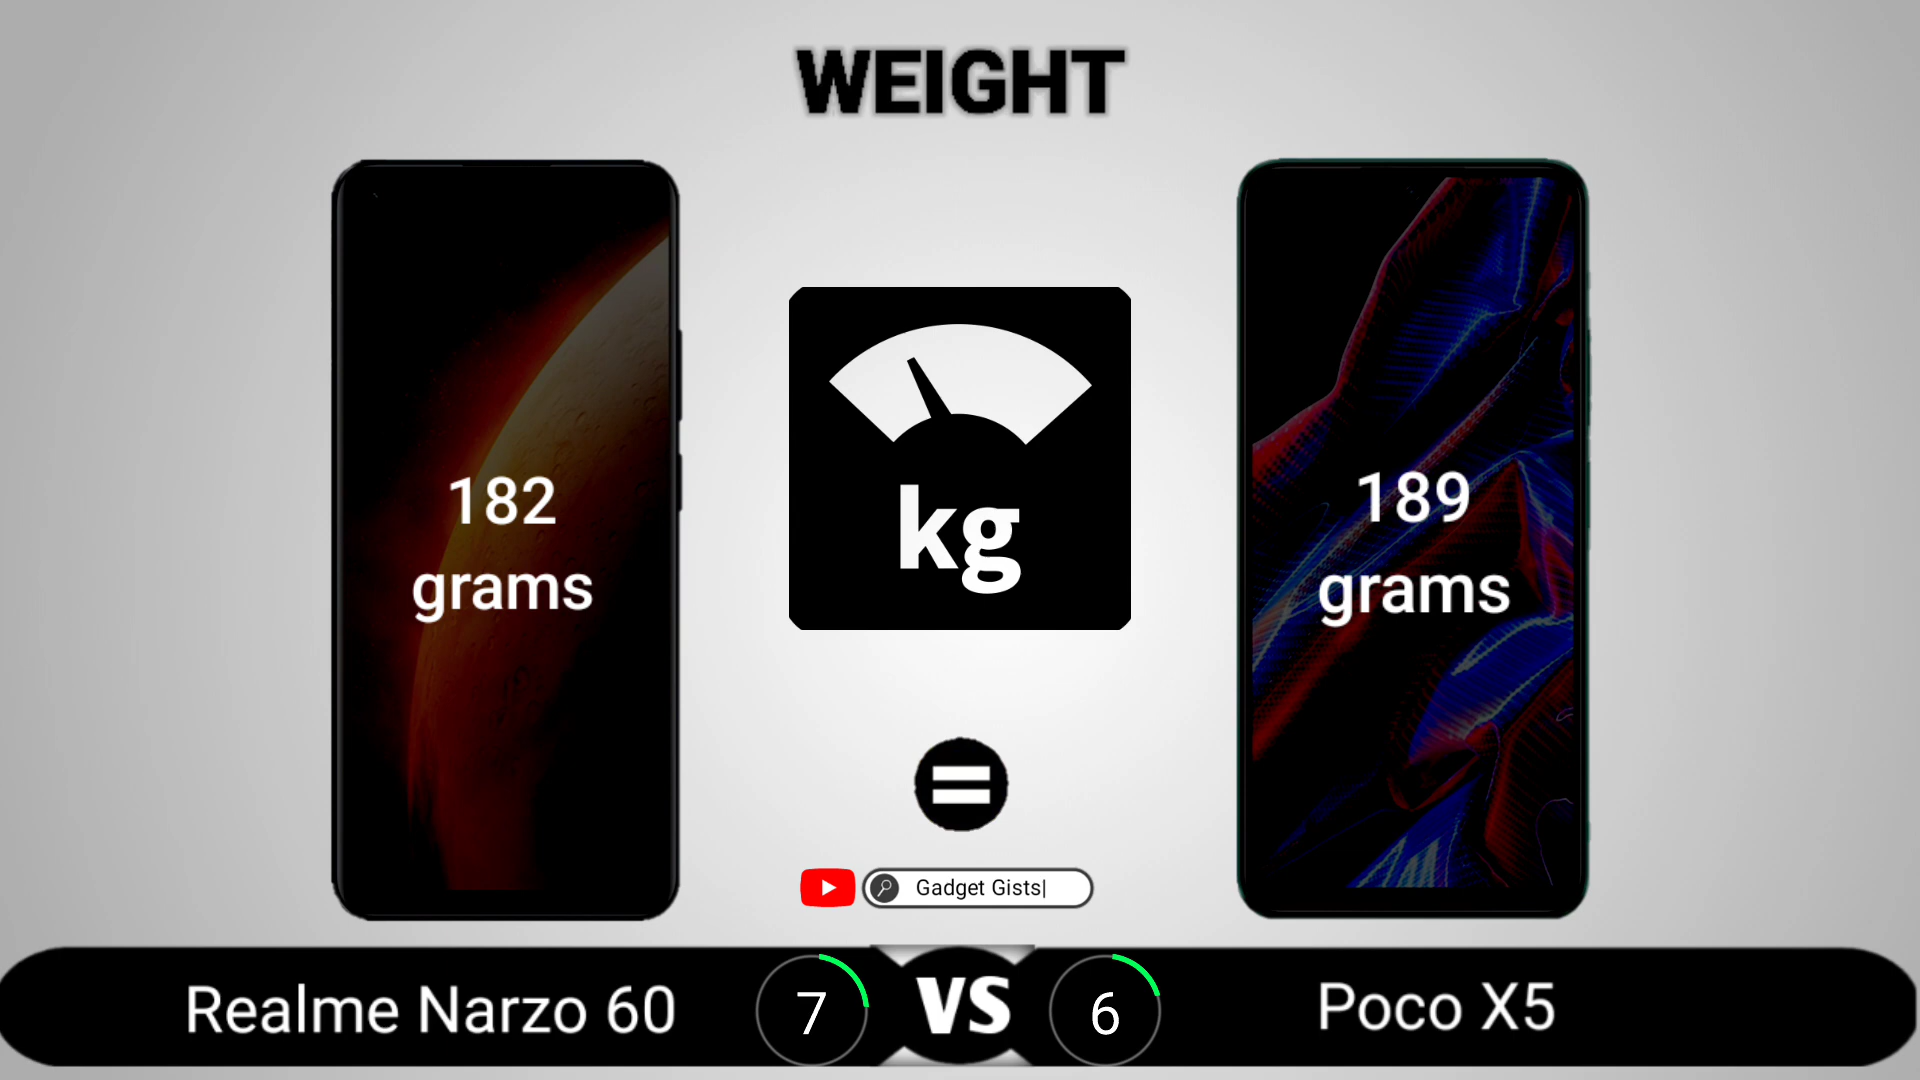 WEIGHT
182
grams
kg
189
grams
Gadget Gists|
Realme Narzo 60
7
VS
6
Poco X5